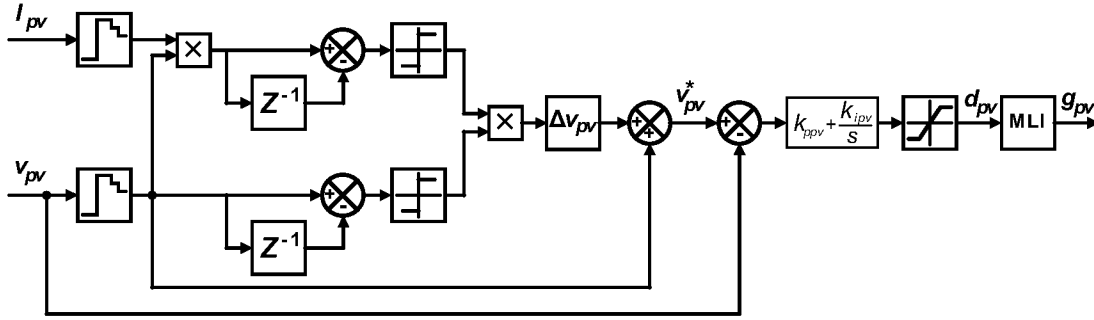 I_pv
×
+
-
Z⁻¹
×
Δv_pv
+
+
v*_pv
+
-
k_ppv + k_ipv/s
d_pv
MLI
g_pv
v_pv
+
-
Z⁻¹